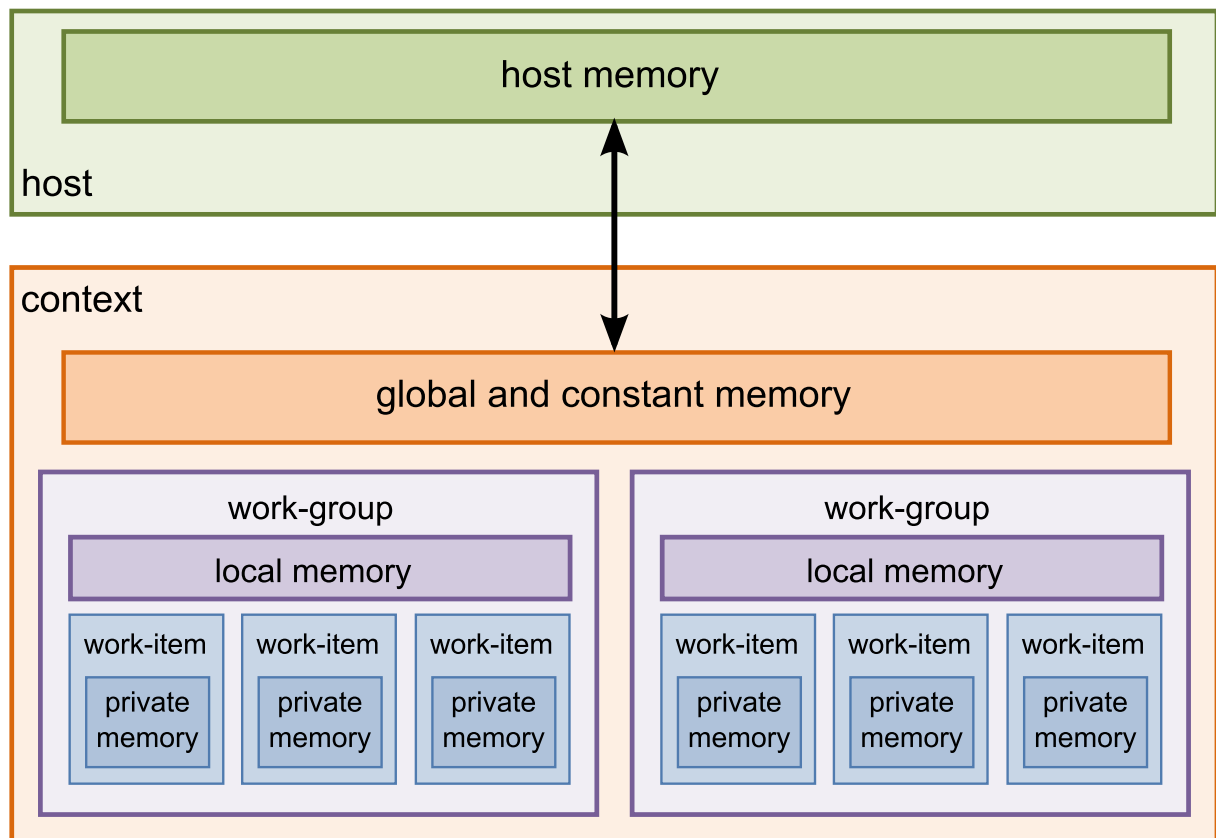 host memory
host
context
global and constant memory
work-group
local memory
work-item work-item work-item
private private private
memory memory memory
work-group
local memory
work-item work-item work-item
private private private
memory memory memory